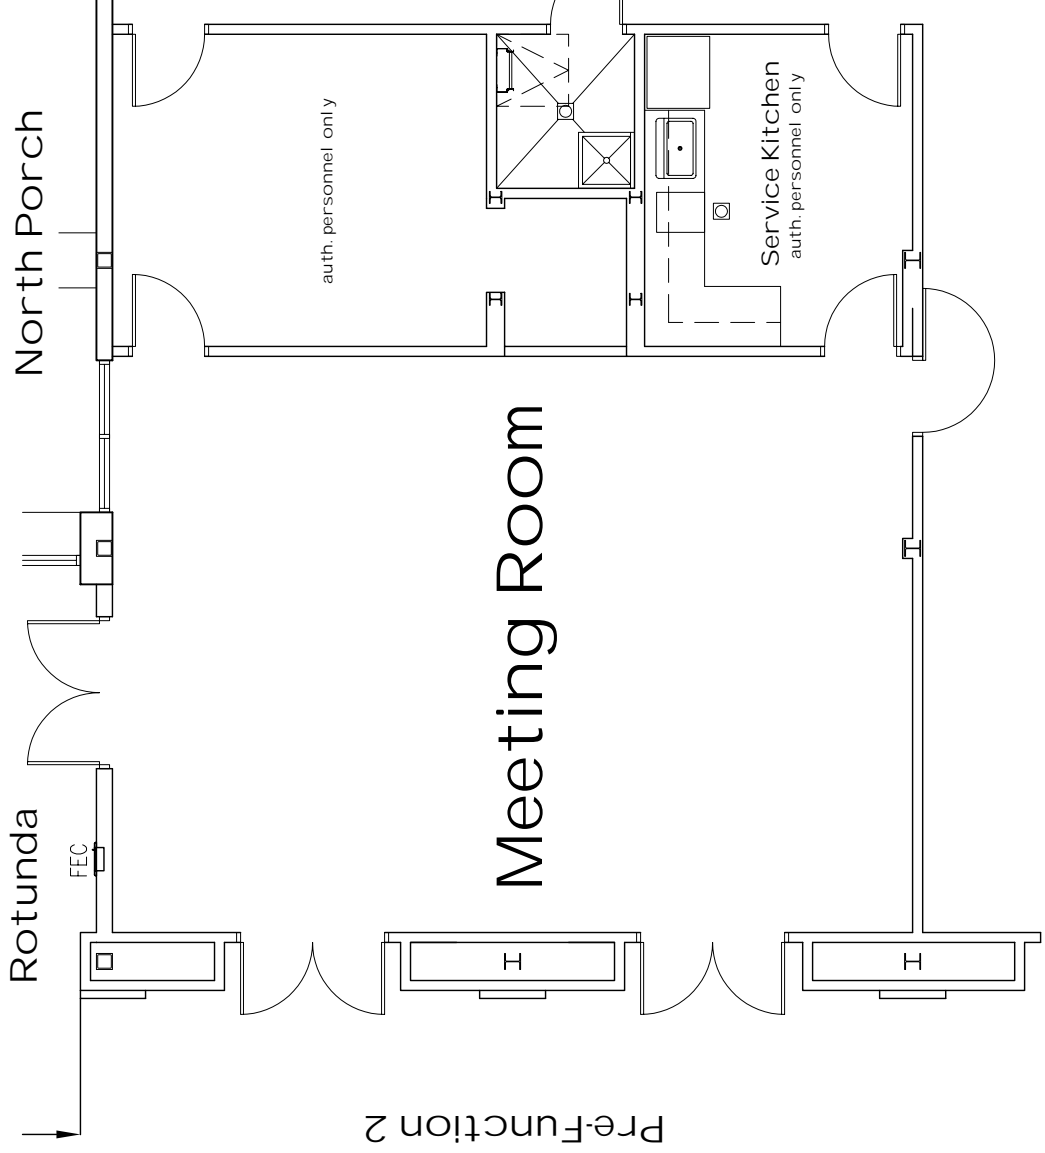 North Porch
auth. personnel only
Service Kitchen
auth. personnel only
Meeting Room
Rotunda
FEC
Pre-Function 2